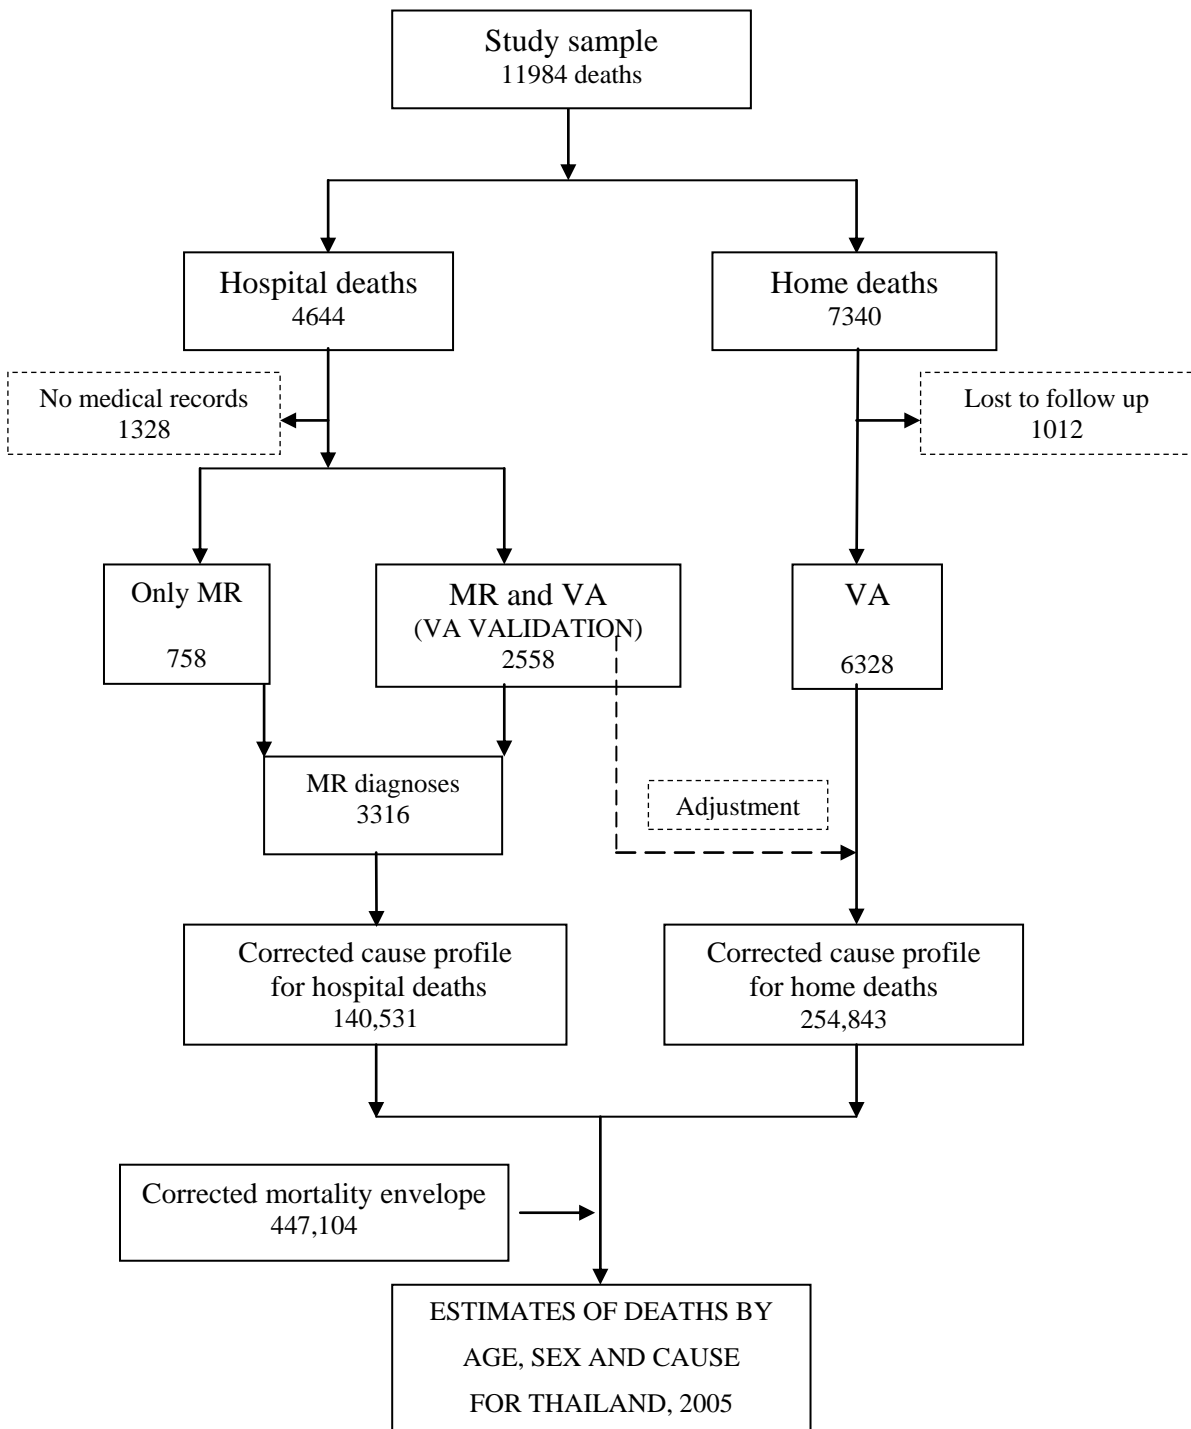 Study sample
11984 deaths
Hospital deaths
4644
Home deaths
7340
No medical records
1328
Lost to follow up
1012
Only MR
758
MR and VA
(VA VALIDATION)
2558
VA
6328
MR diagnoses
3316
Adjustment
Corrected cause profile
for hospital deaths
140,531
Corrected cause profile
for home deaths
254,843
Corrected mortality envelope
447,104
ESTIMATES OF DEATHS BY
AGE, SEX AND CAUSE
FOR THAILAND, 2005